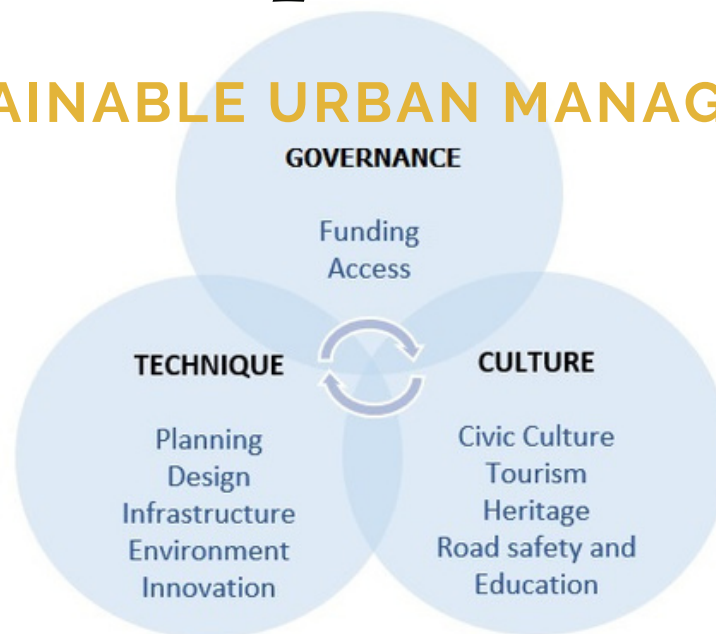 AINABLE URBAN MANAG
GOVERNANCE
Funding
Access
TECHNIQUE
Planning
Design
Infrastructure
Environment
Innovation
CULTURE
Civic Culture
Tourism
Heritage
Road safety and
Education